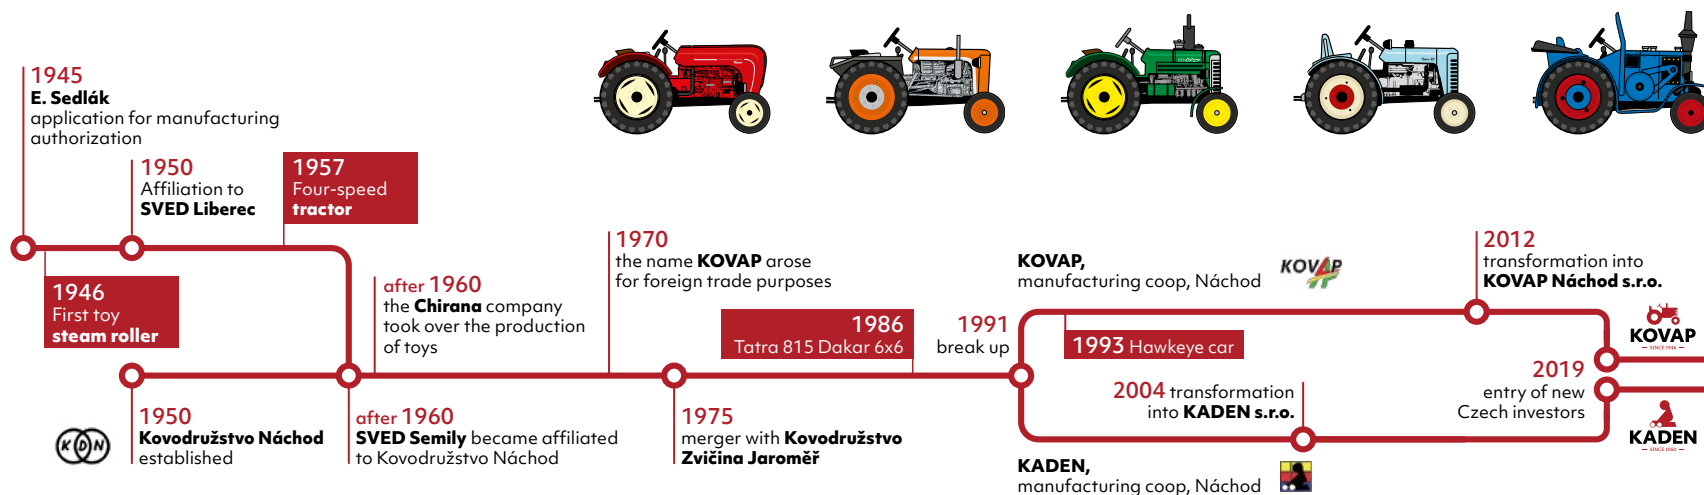 1945
E. Sedlák
application for manufacturing
authorization
1950
Affiliation to
SVED Liberec
1957
Four-speed
tractor
1946
First toy
steam roller
after 1960
the Chirana company
took over the production
of toys
1970
the name KOVAP arose
for foreign trade purposes
1986
Tatra 815 Dakar 6x6
1991
break up
KOVAP,
manufacturing coop, Náchod
KOVAP
1993 Hawkeye car
2012
transformation into
KOVAP Náchod s.r.o.
KOVAP
SINCE 1946
2019
entry of new
Czech investors
2004 transformation
into KADEN s.r.o.
KADEN
SINCE 1950
KDN
1950
Kovodružstvo Náchod
established
after 1960
SVED Semily became affiliated
to Kovodružstvo Náchod
1975
merger with Kovodružstvo
Zvičina Jaroměř
KADEN,
manufacturing coop, Náchod